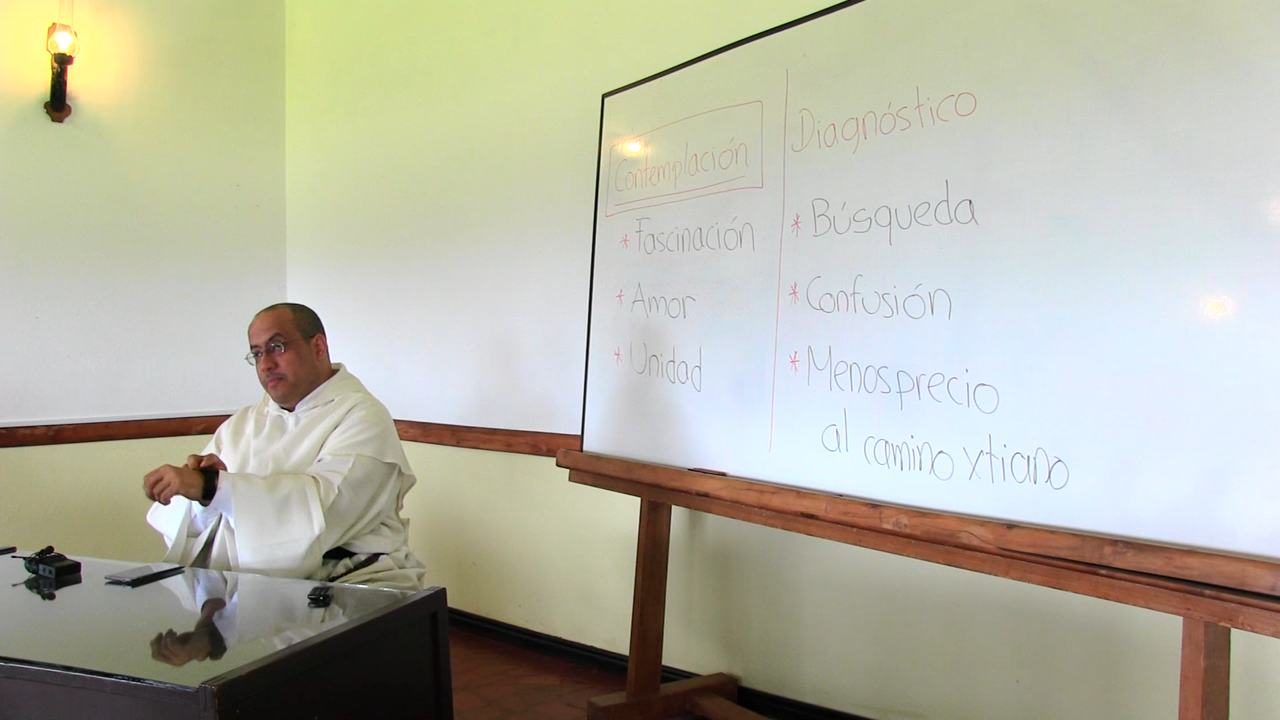 Contemplación
* Fascinación
* Amor
* Unidad
Diagnóstico
* Búsqueda
* Confusión
* Menosprecio
al camino xtiano